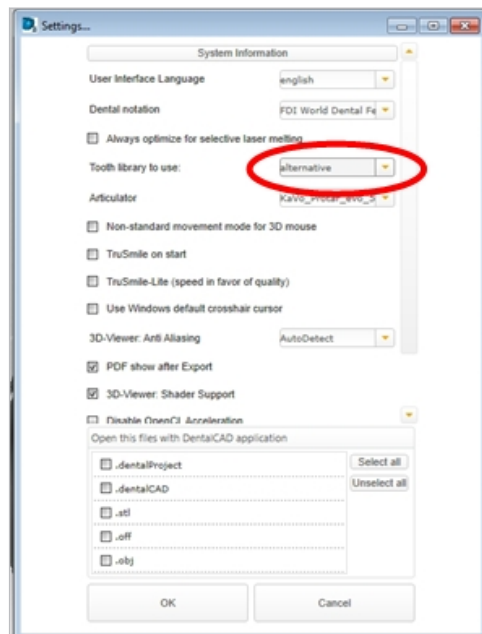 Settings...
System Information
User Interface Language english
Dental notation FDI World Dental Fe
Always optimize for selective laser melting
Tooth library to use: alternative
Articulator KaVo_Protar_evo_5
Non-standard movement mode for 3D mouse
TruSmile on start
TruSmile-Lite (speed in favor of quality)
Use Windows default crosshair cursor
3D-Viewer: Anti Aliasing AutoDetect
PDF show after Export
3D-Viewer: Shader Support
Disable OpenCL Acceleration
Open this files with DentalCAD application
.dentalProject Select all
.dentalCAD Unselect all
.stl
.off
.obj
OK Cancel